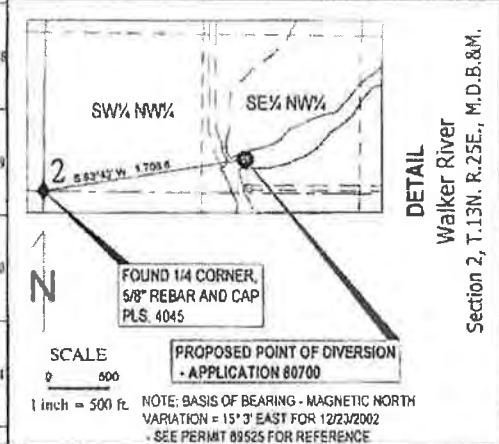 SW¼ NW¼
SE¼ NW¼
2
N
FOUND 1/4 CORNER,
5/8" REBAR AND CAP
PLS. 4045
SCALE
0 500
1 inch = 500 ft.
PROPOSED POINT OF DIVERSION
- APPLICATION 80700
NOTE: BASIS OF BEARING - MAGNETIC NORTH
VARIATION = 15° 3' EAST FOR 12/23/2002
- SEE PERMIT 69525 FOR REFERENCE
DETAIL
Walker River
Section 2, T.13N. R.25E., M.D.B.&M.